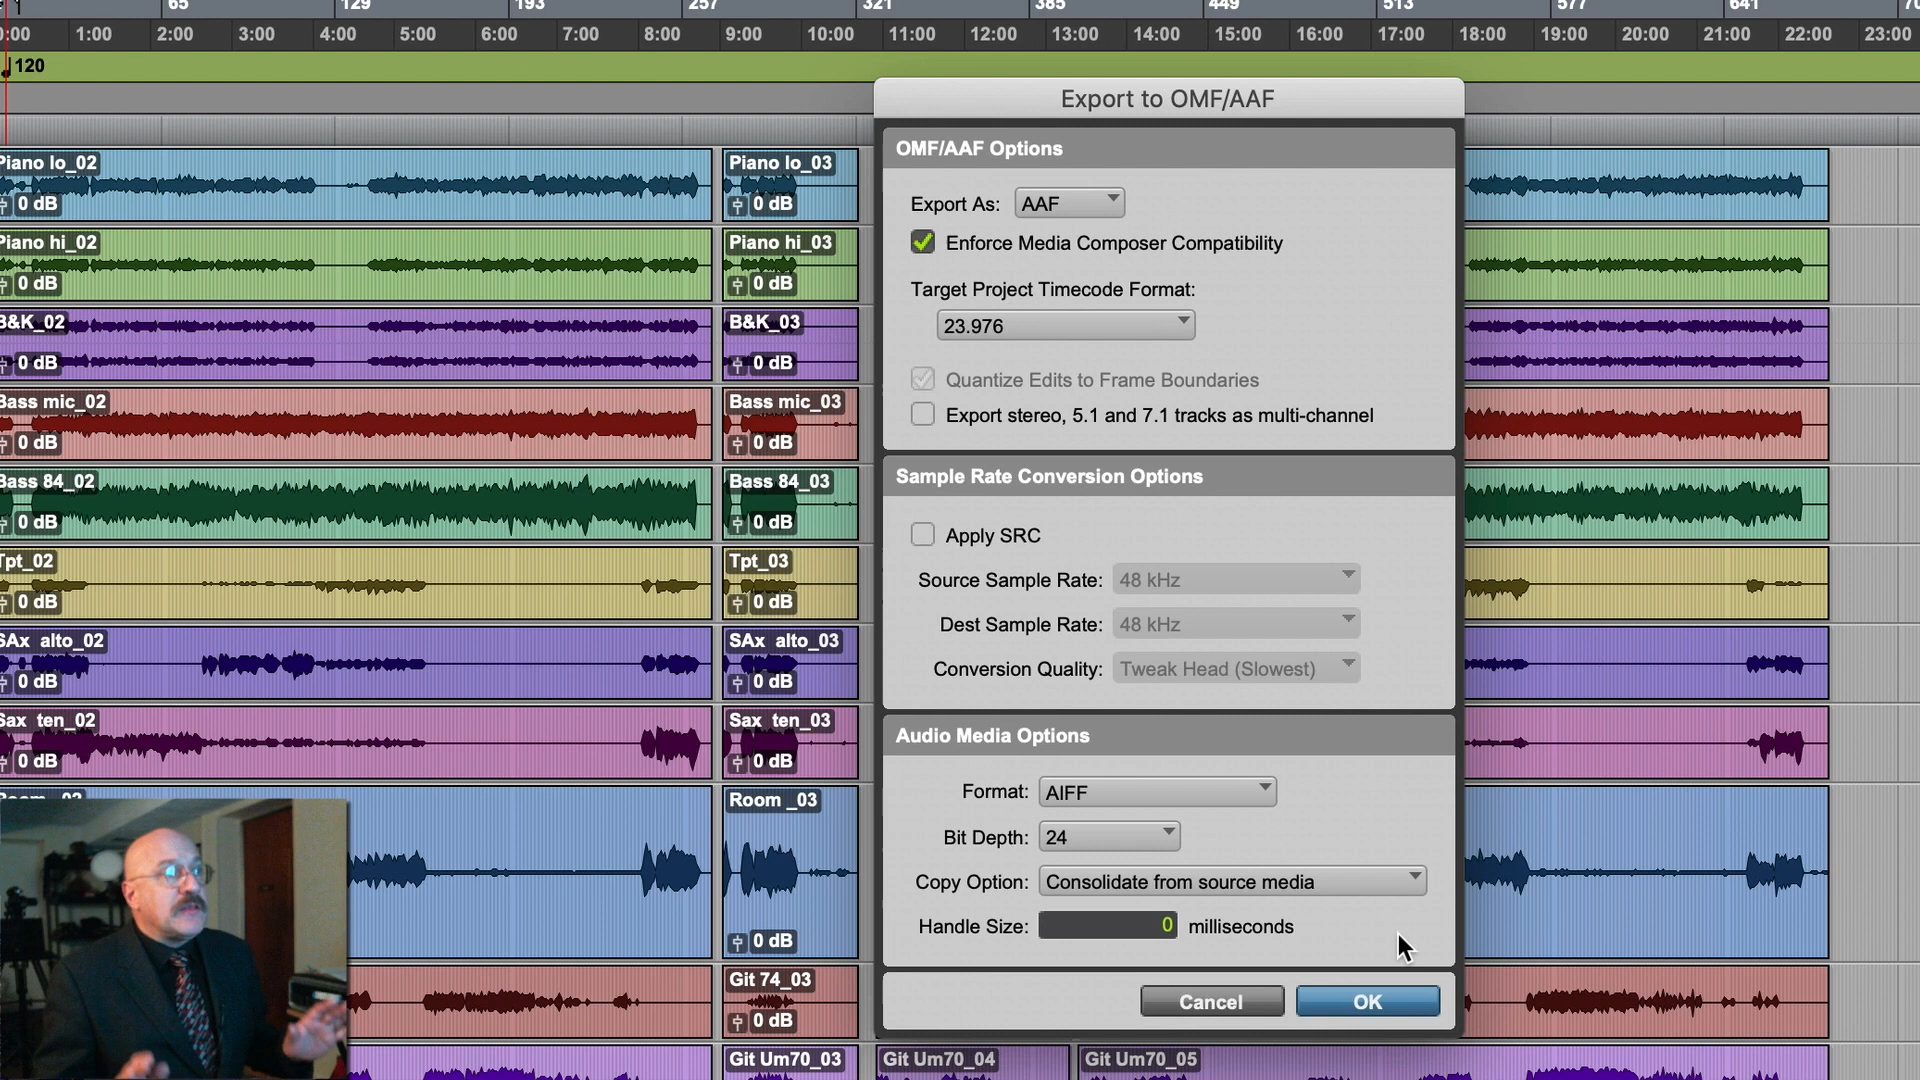 65 129 193 257 321 385 449 513 577 641
0:00 1:00 2:00 3:00 4:00 5:00 6:00 7:00 8:00 9:00 10:00 11:00 12:00 13:00 14:00 15:00 16:00 17:00 18:00 19:00 20:00 21:00 22:00 23:00
120
Export to OMF/AAF
OMF/AAF Options
Export As: AAF
Enforce Media Composer Compatibility
Target Project Timecode Format:
23.976
Quantize Edits to Frame Boundaries
Export stereo, 5.1 and 7.1 tracks as multi-channel
Sample Rate Conversion Options
Apply SRC
Source Sample Rate: 48 kHz
Dest Sample Rate: 48 kHz
Conversion Quality: Tweak Head (Slowest)
Audio Media Options
Format: AIFF
Bit Depth: 24
Copy Option: Consolidate from source media
Handle Size: 0 milliseconds
Cancel OK
Piano lo_02 Piano lo_03
0 dB 0 dB
Piano hi_02 Piano hi_03
0 dB 0 dB
B&K_02 B&K_03
0 dB 0 dB
Bass mic_02 Bass mic_03
0 dB 0 dB
Bass 84_02 Bass 84_03
0 dB 0 dB
Tpt_02 Tpt_03
0 dB 0 dB
SAx alto_02 SAx alto_03
0 dB 0 dB
Sax ten_02 Sax ten_03
0 dB 0 dB
Room _03
0 dB
Git 74_03
0 dB
Git Um70_03 Git Um70_04 Git Um70_05